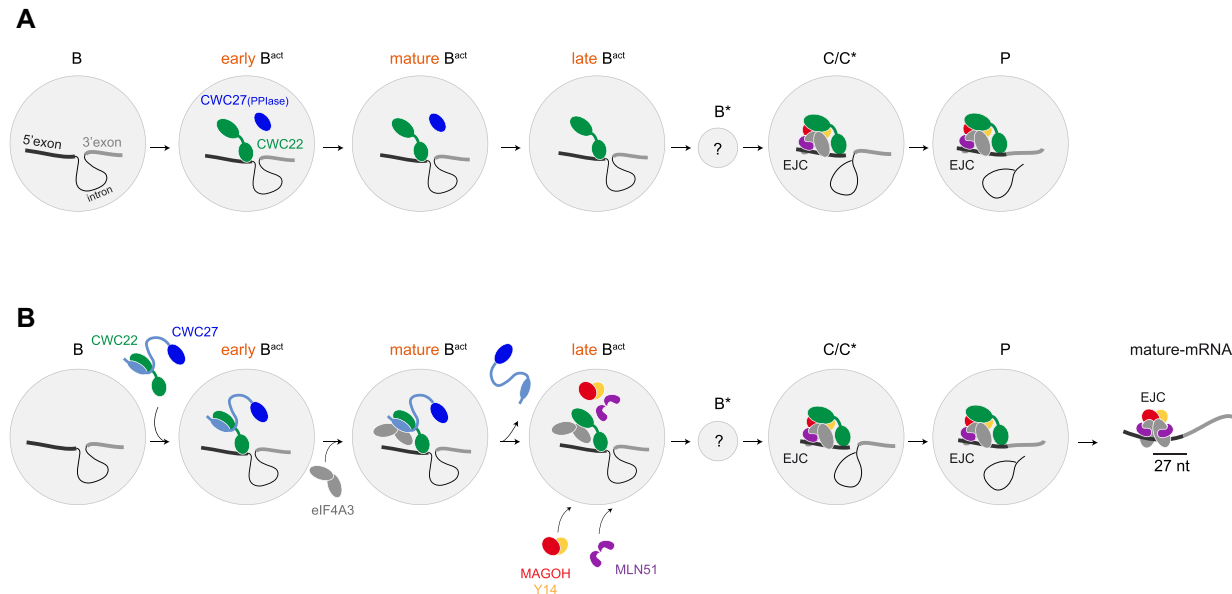 A
B
early Bact
mature Bact
late Bact
B*
C/C*
P
CWC27(PPIase)
CWC22
5'exon
3'exon
intron
?
EJC
EJC
B
CWC22
CWC27
B
early Bact
mature Bact
late Bact
B*
C/C*
P
mature-mRNA
EJC
?
EJC
EJC
27 nt
eIF4A3
MAGOH
Y14
MLN51